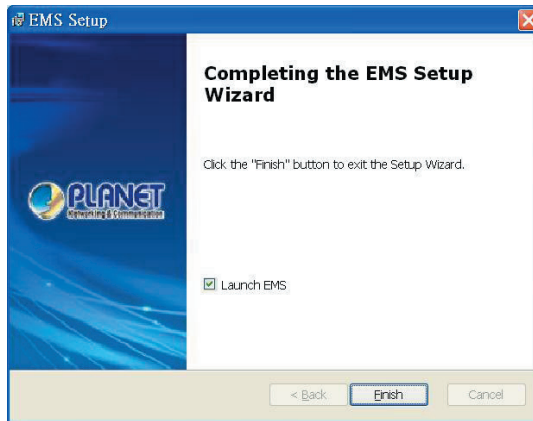 EMS Setup
Completing the EMS Setup
Wizard
Click the "Finish" button to exit the Setup Wizard.
PLANET
Networking & Communication
Launch EMS
< Back
Finish
Cancel